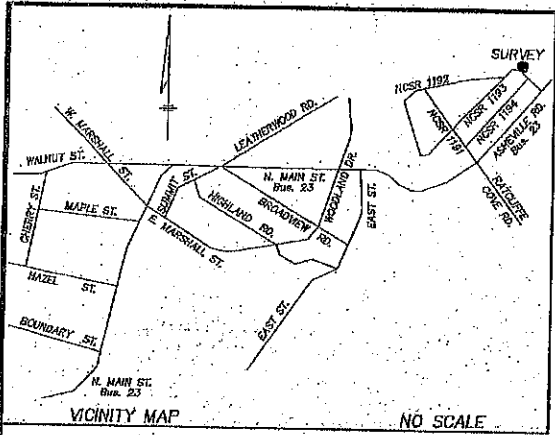 SURVEY
NCSR 1192
NCSR 1193
NCSR 1194
NCSR 1191
ASHEVILLE RD.
Bus. 23
RATCLIFFE
COVE RD.
LEATHERWOOD RD.
W. MARSHALL ST.
WALNUT ST.
N. MAIN ST.
Bus. 23
WOODLAND DR.
SUMMIT ST.
E. MARSHALL ST.
HIGHLAND RD.
BROADVIEW RD.
EAST ST.
CHERRY ST.
MAPLE ST.
HAZEL ST.
BOUNDARY ST.
EAST ST.
N. MAIN ST.
Bus. 23
VICINITY MAP
NO SCALE